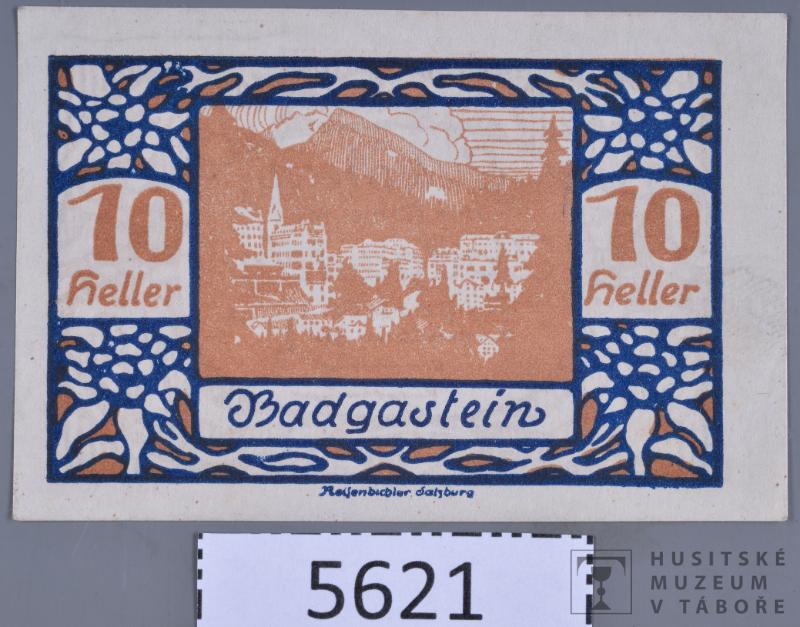 10
Heller
10
Heller
Badgastein
Reisenbichler Salzburg
5621
HUSITSKÉ
MUZEUM
V TÁBOŘE